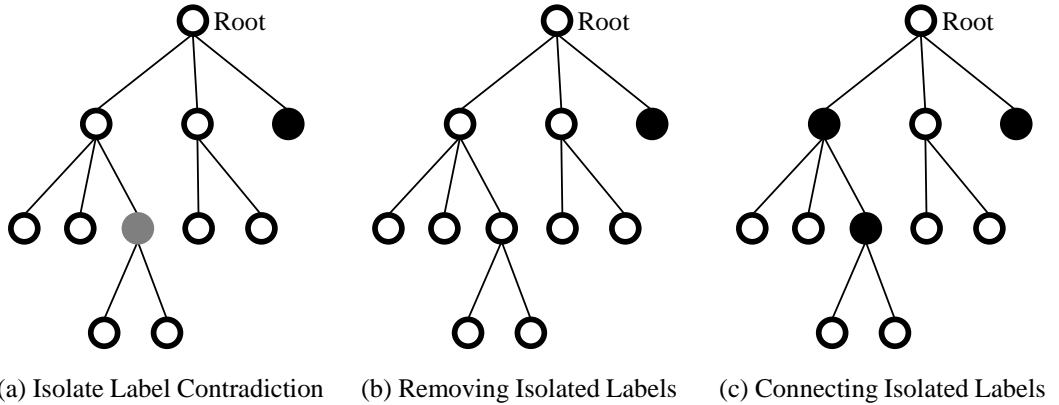 Root
Root
Root
(a) Isolate Label Contradiction
(b) Removing Isolated Labels
(c) Connecting Isolated Labels